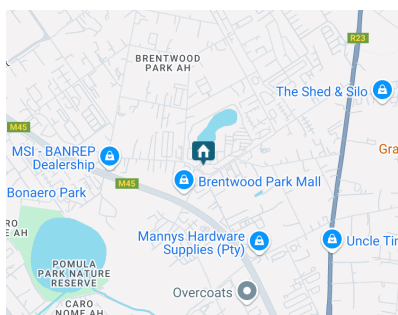 R23
BRENTWOOD
PARK AH
The Shed & Silo
M45
MSI - BANREP
Dealership
Gra
Brentwood Park Mall
M45
Bonaero Park
RO
E AH
Mannys Hardware
Supplies (Pty)
Uncle Tin
POMULA
PARK NATURE
RESERVE
Overcoats
CARO
NOME AH